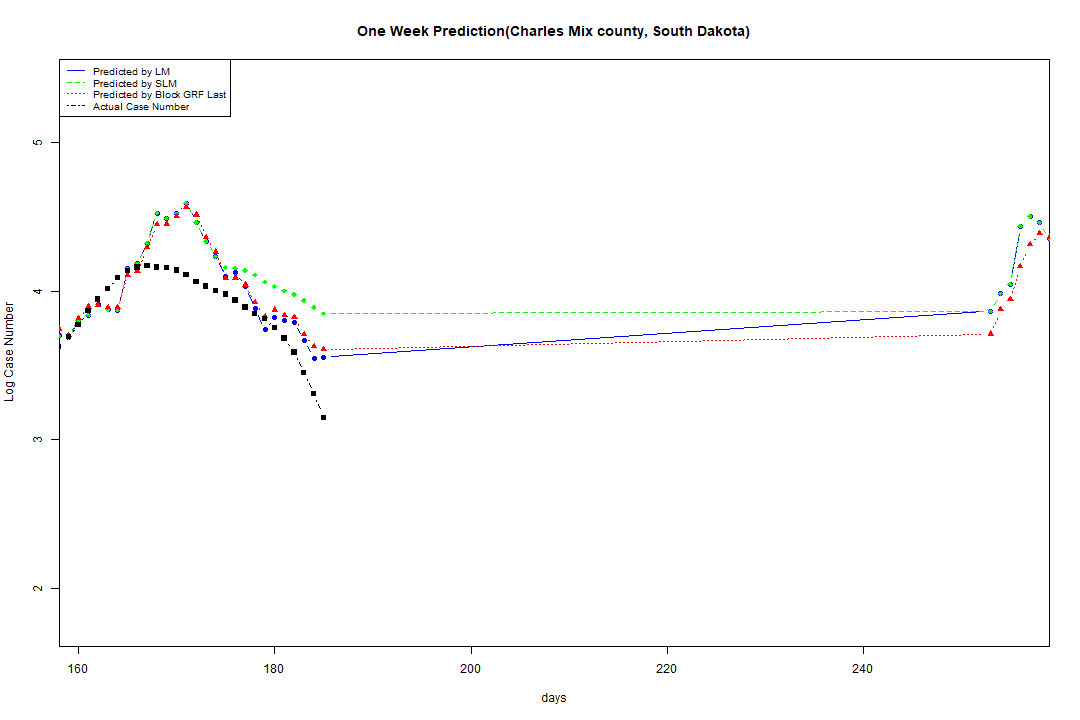 One Week Prediction(Charles Mix county, South Dakota)
Predicted by LM
Predicted by SLM
Predicted by Block GRF Last
Actual Case Number
5
4
3
2
Log Case Number
160 180 200 220 240
days